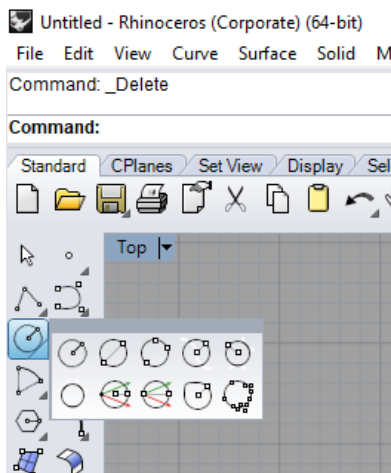 Untitled - Rhinoceros (Corporate) (64-bit)
File Edit View Curve Surface Solid M
Command: _Delete
Command:
Standard CPlanes Set View Display Sel
Top